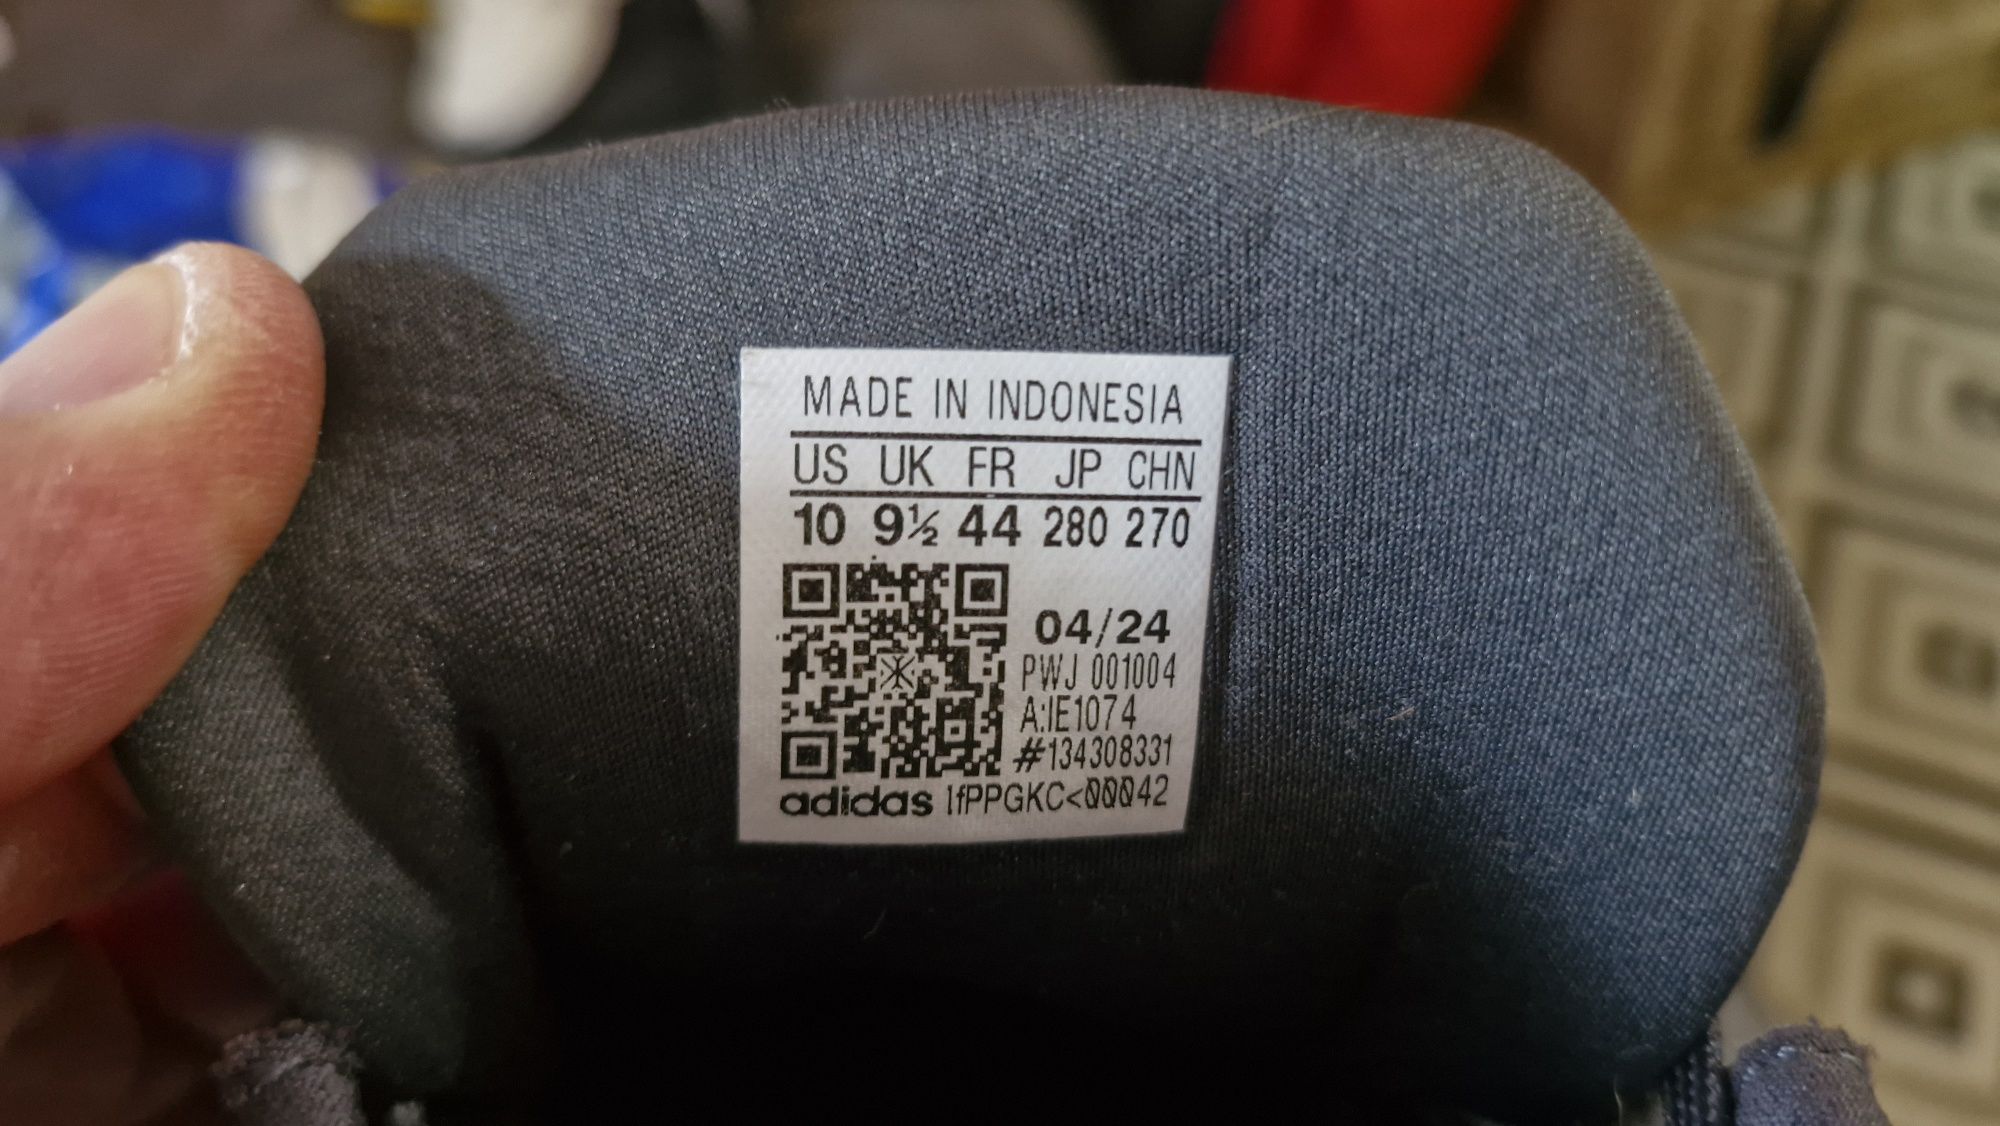 MADE IN INDONESIA
US UK FR JP CHN
10 9½ 44 280 270
04/24
PWJ 001004
A:IE1074
#134308331
adidas 1fPPGKC<00042